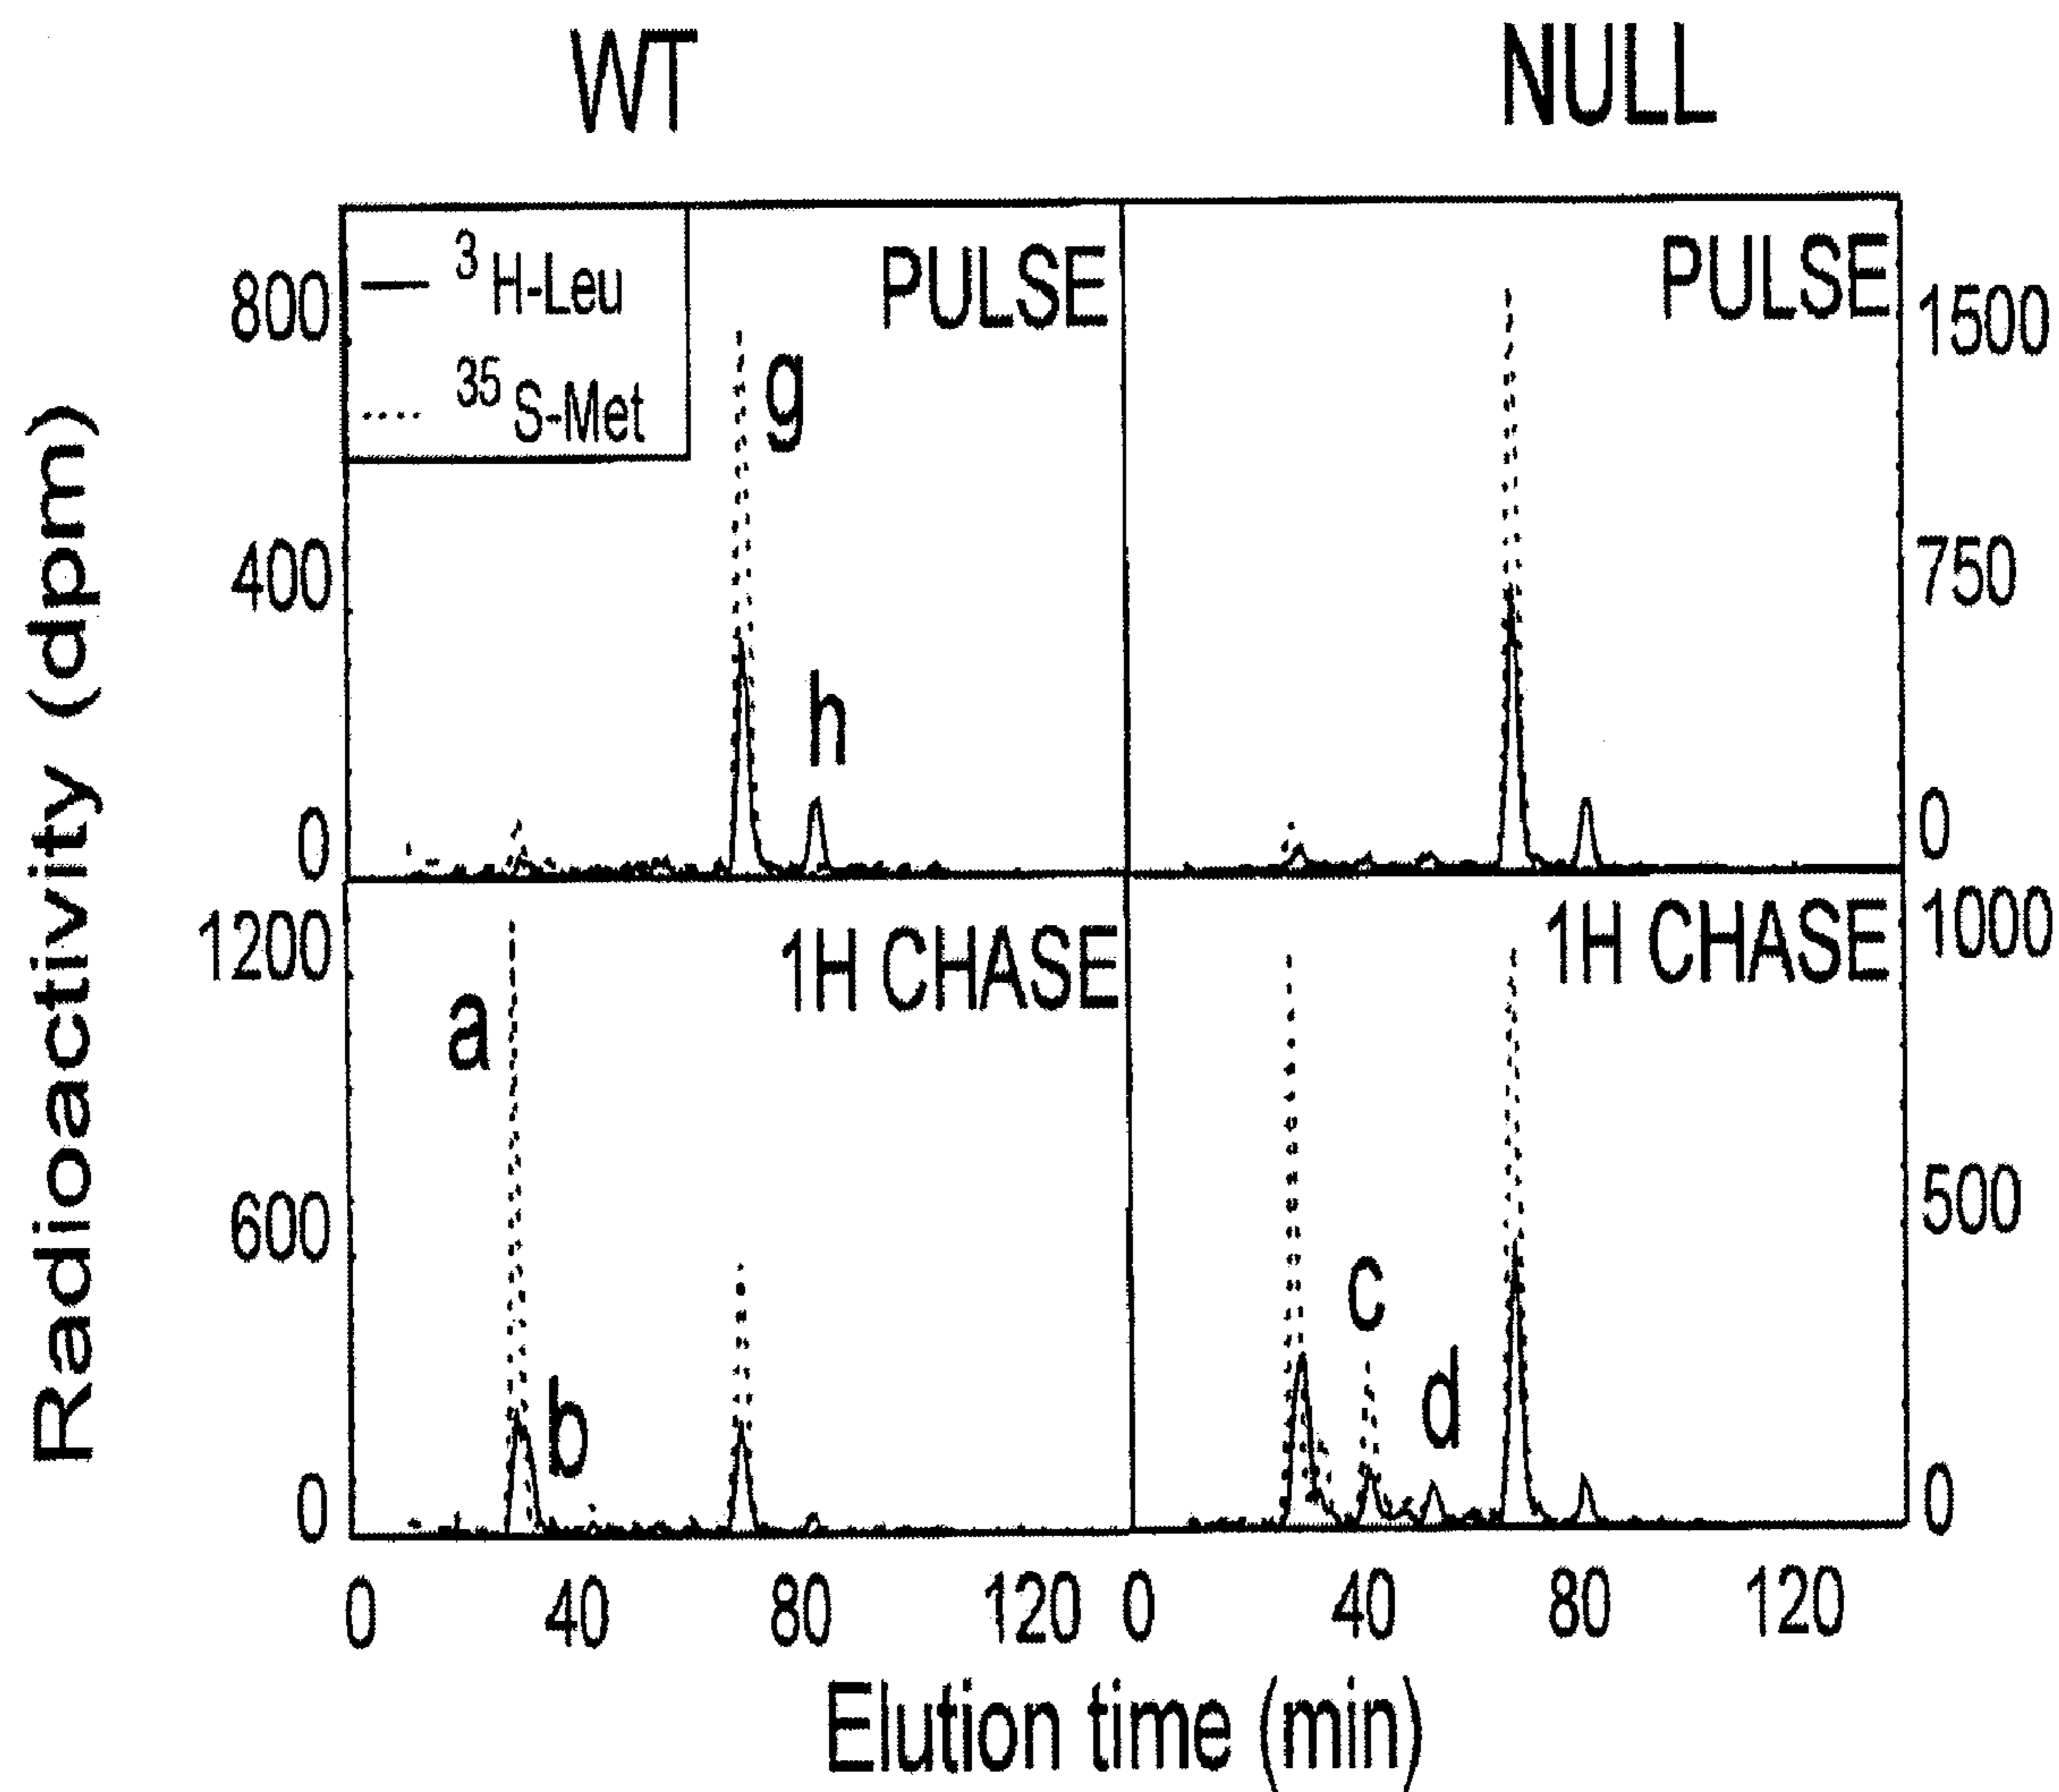 WT NULL
³H-Leu
³⁵S-Met
PULSE
PULSE
800
400
0
g
h
1500
750
0
1H CHASE
1H CHASE
1200
600
0
a
b
c
d
1000
500
0
0 40 80 120 0 40 80 120
Elution time (min)
Radioactivity (dpm)